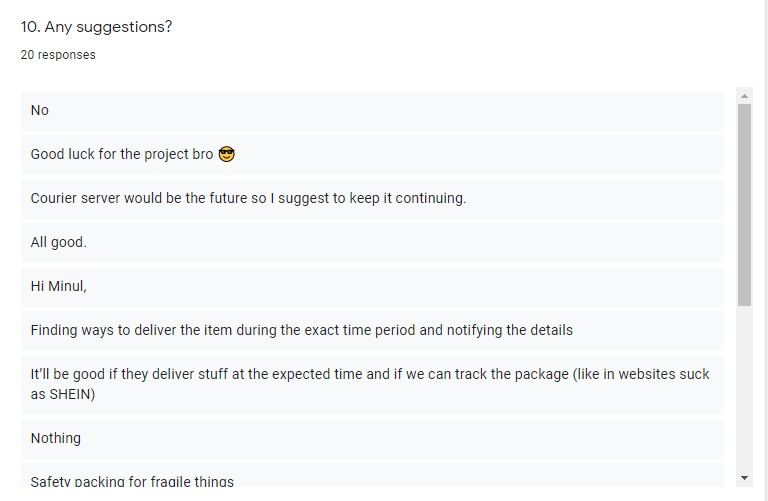 10. Any suggestions?
20 responses
No
Good luck for the project bro 😎
Courier server would be the future so I suggest to keep it continuing.
All good.
Hi Minul,
Finding ways to deliver the item during the exact time period and notifying the details
It'll be good if they deliver stuff at the expected time and if we can track the package (like in websites suck
as SHEIN)
Nothing
Safety packing for fragile things